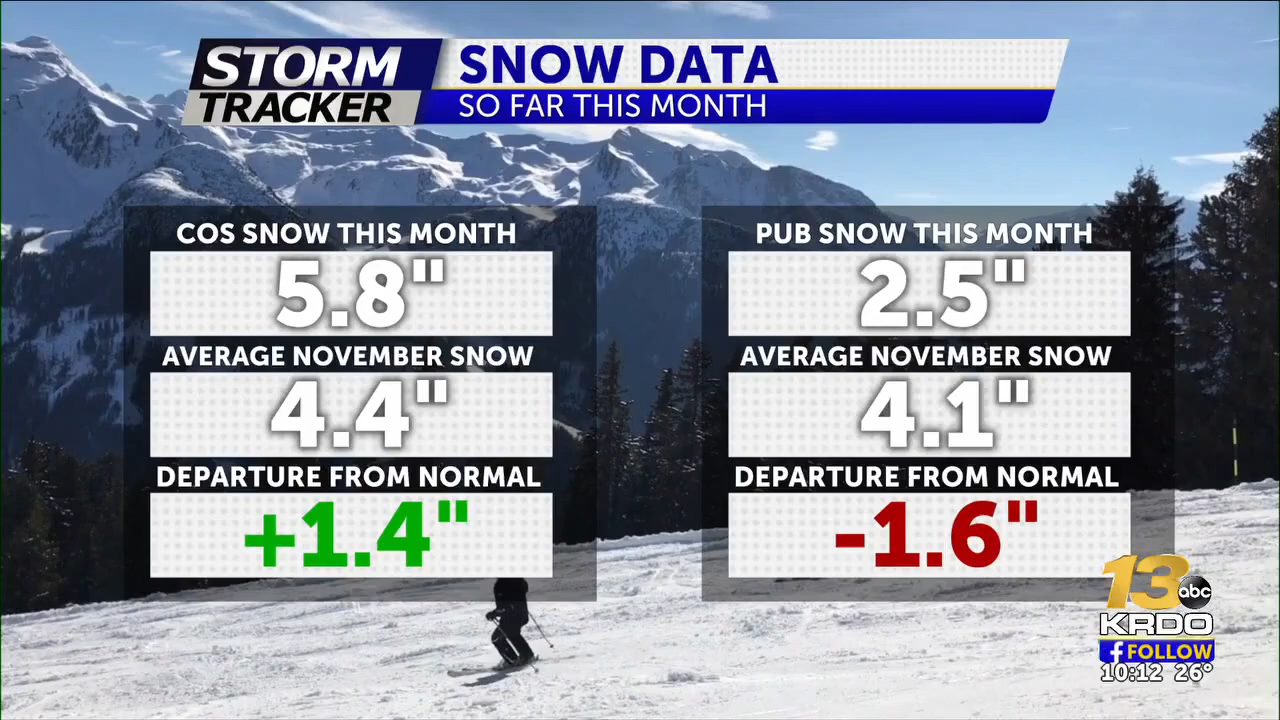 STORM
TRACKER
SNOW DATA
SO FAR THIS MONTH
COS SNOW THIS MONTH
5.8"
AVERAGE NOVEMBER SNOW
4.4"
DEPARTURE FROM NORMAL
+1.4"
PUB SNOW THIS MONTH
2.5"
AVERAGE NOVEMBER SNOW
4.1"
DEPARTURE FROM NORMAL
-1.6"
13
abc
KRDO
f FOLLOW
10:12 26°